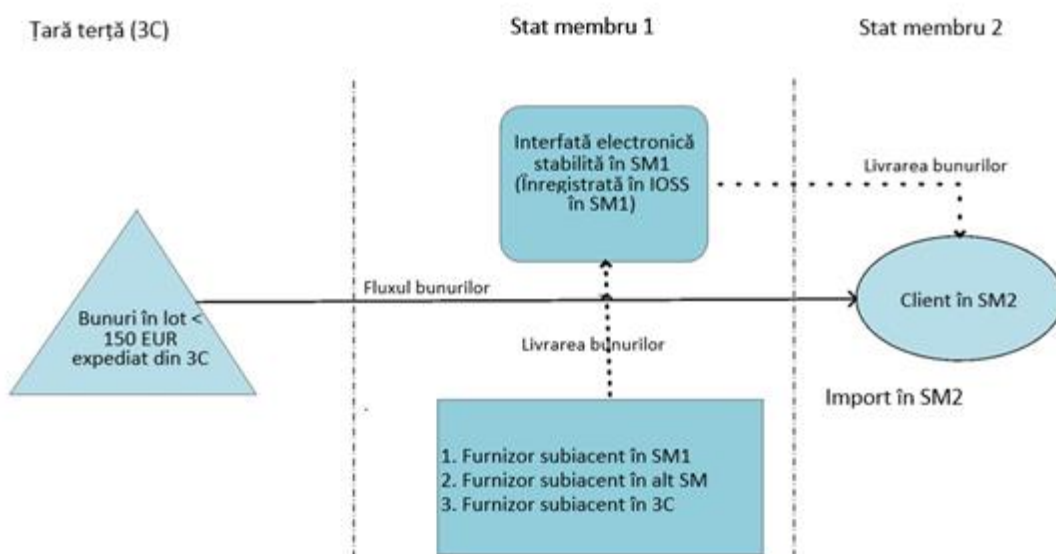 Țară terță (3C)
Stat membru 1
Stat membru 2
Interfată electronică
stabilită în SM1
(Înregistrată în IOSS
în SM1)
Livrarea bunurilor
Fluxul bunurilor
Bunuri în lot <
150 EUR
expediat din 3C
Client în SM2
Livrarea bunurilor
Import în SM2
1. Furnizor subiacent în SM1
2. Furnizor subiacent în alt SM
3. Furnizor subiacent în 3C